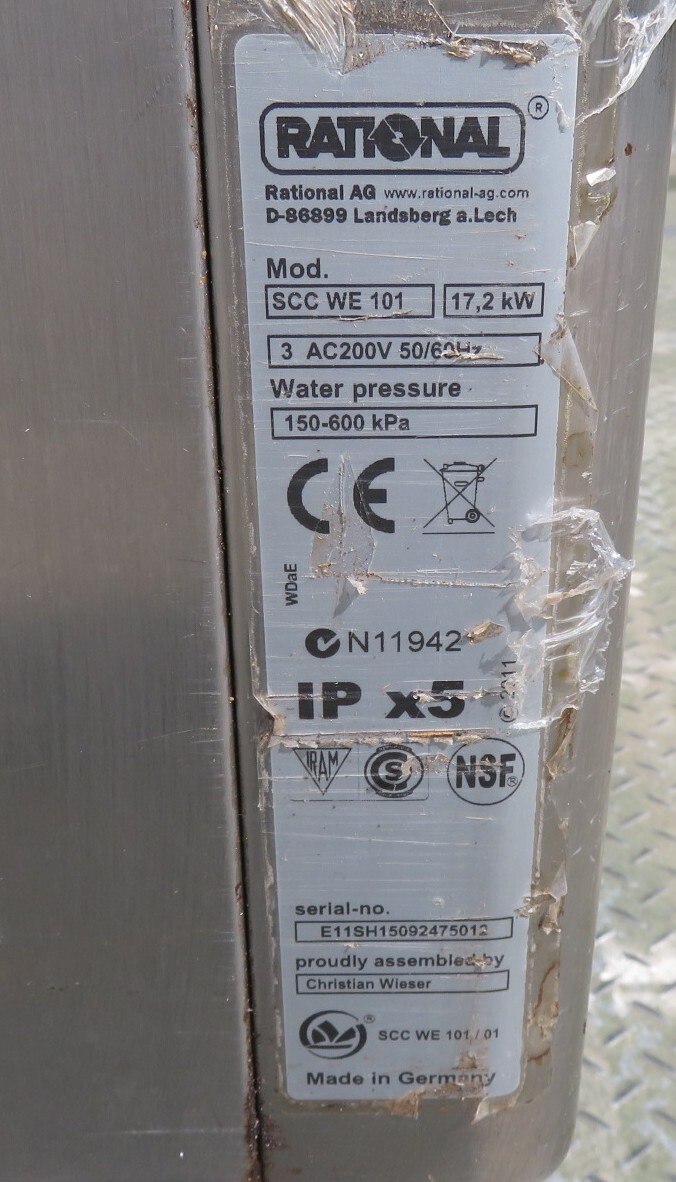 RATIONAL ®
Rational AG www.rational-ag.com
D-86899 Landsberg a.Lech
Mod.
SCC WE 101 17,2 kW
3 AC200V 50/60Hz
Water pressure
150-600 kPa
CE
WDaE
N11942
© 2011
IP x5
IRAM S NSF®
serial-no.
E11SH15092475012
proudly assembled by
Christian Wieser
® SCC WE 101 / 01
Made in Germany